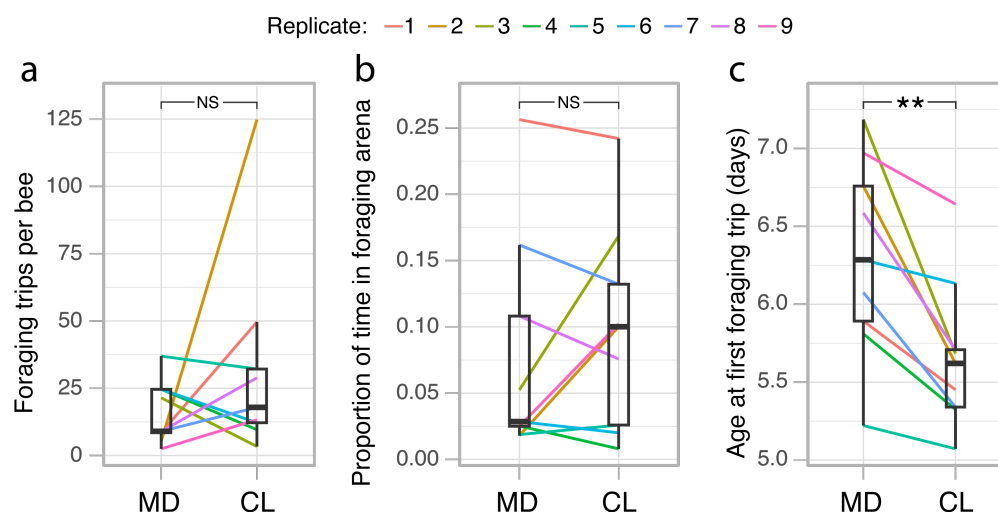 Replicate: 1 2 3 4 5 6 7 8 9
a
Foraging trips per bee
125
100
75
50
25
0
NS
MD CL
b
Proportion of time in foraging arena
0.25
0.20
0.15
0.10
0.05
0.00
NS
MD CL
c
Age at first foraging trip (days)
7.0
6.5
6.0
5.5
5.0
**
MD CL